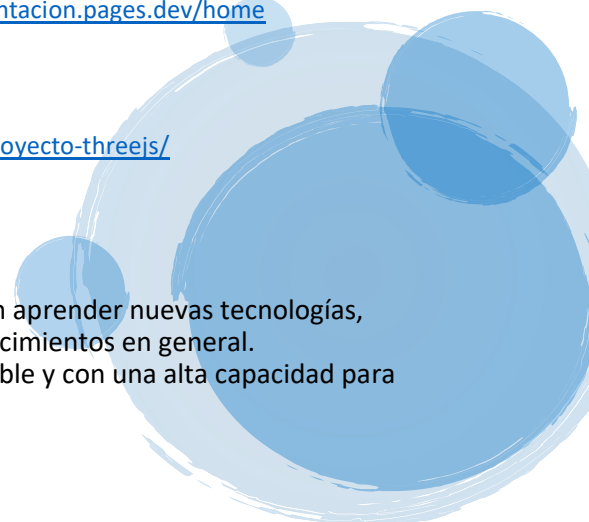 ntacion.pages.dev/home
oyecto-threejs/
n aprender nuevas tecnologías,
cimientos en general.
ble y con una alta capacidad para